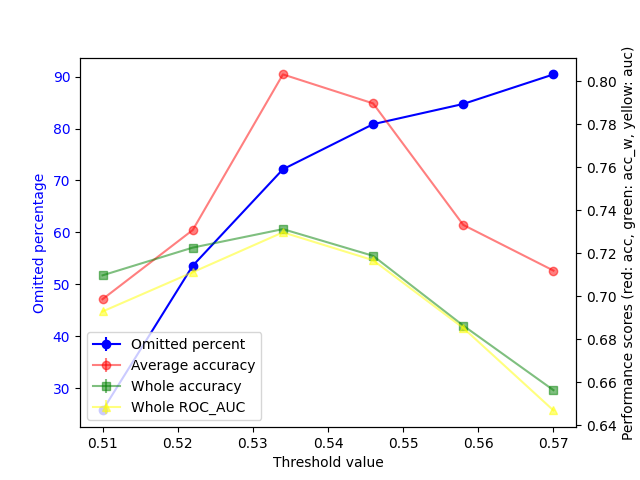 90
80
70
60
50
40
30
Omitted percentage
0.80
0.78
0.76
0.74
0.72
0.70
0.68
0.66
0.64
Performance scores (red: acc, green: acc_w, yellow: auc)
Omitted percent
Average accuracy
Whole accuracy
Whole ROC_AUC
0.51 0.52 0.53 0.54 0.55 0.56 0.57
Threshold value